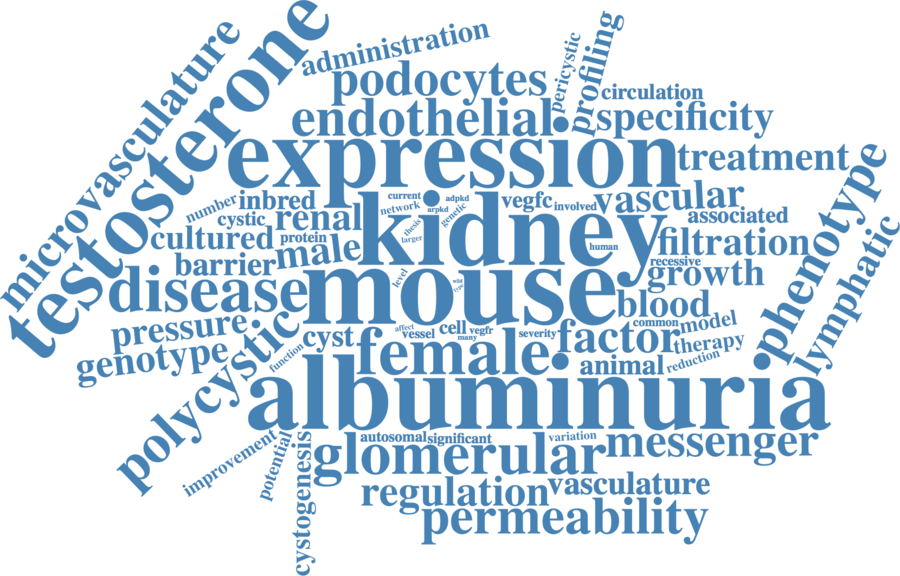 microvasculature
testosterone
administration
podocytes
pericystic
profiling
circulation
endothelial
specificity
expression
treatment
phenotype
lymphatic
number
inbred
current
adpkd
network
arpkd
genetic
vegfc
involved
vascular
associated
cystic
renal
thesis
larger
kidney
cultured
protein
male
human
filtration
barrier
recessive
growth
level
wild
type
disease
mouse
blood
pressure
cyst
affect
vessel
cell
vegfr
many
severity
factor
common
model
genotype
polycystic
function
female
therapy
animal
reduction
albuminuria
improvement
potential
cystogenesis
autosomal
significant
variation
messenger
glomerular
regulation
vasculature
permeability